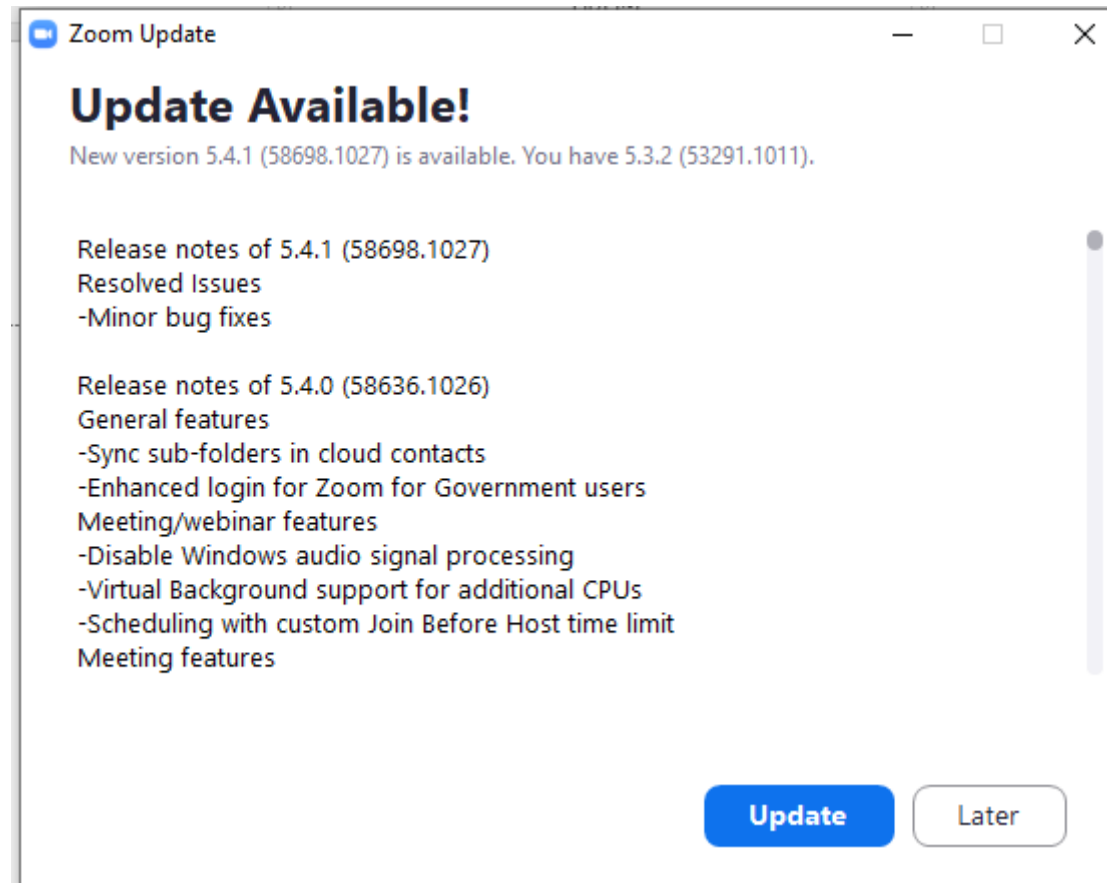 Zoom Update
Update Available!
New version 5.4.1 (58698.1027) is available. You have 5.3.2 (53291.1011).
Release notes of 5.4.1 (58698.1027)
Resolved Issues
-Minor bug fixes
Release notes of 5.4.0 (58636.1026)
General features
-Sync sub-folders in cloud contacts
-Enhanced login for Zoom for Government users
Meeting/webinar features
-Disable Windows audio signal processing
-Virtual Background support for additional CPUs
-Scheduling with custom Join Before Host time limit
Meeting features
Update
Later